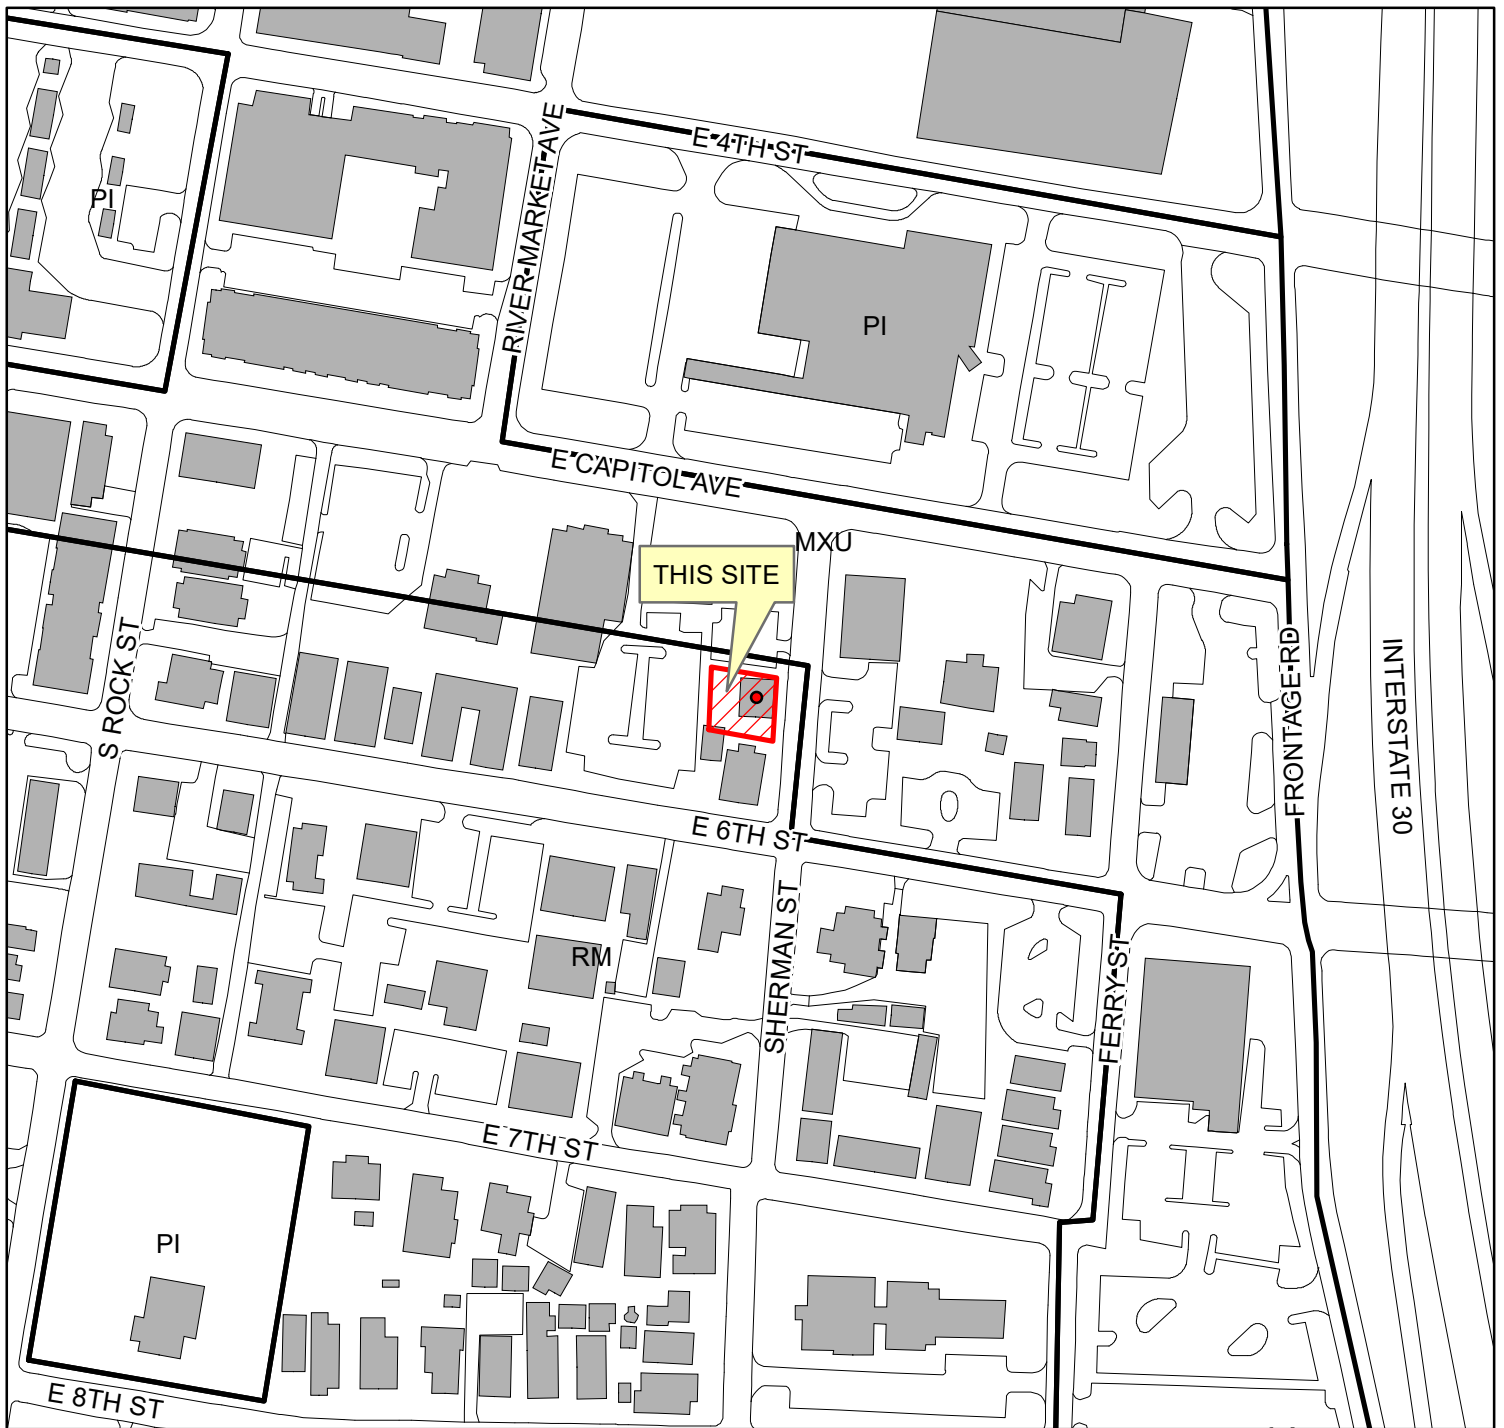 E 4TH ST
PI
RIVER MARKET AVE
PI
E CAPITOL AVE
MXU
THIS SITE
S ROCK ST
FRONTAGE RD
INTERSTATE 30
E 6TH ST
SHERMAN ST
RM
FERRY ST
E 7TH ST
PI
E 8TH ST